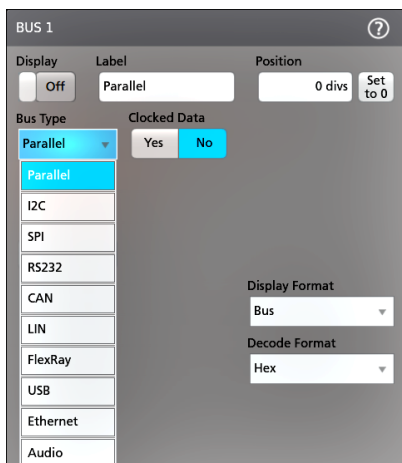 BUS 1
?
Display Label Position
Off Parallel 0 divs Set to 0
Bus Type Clocked Data
Parallel Yes No
Parallel
I2C
SPI
RS232
CAN
LIN
FlexRay
USB
Ethernet
Audio
Display Format
Bus
Decode Format
Hex